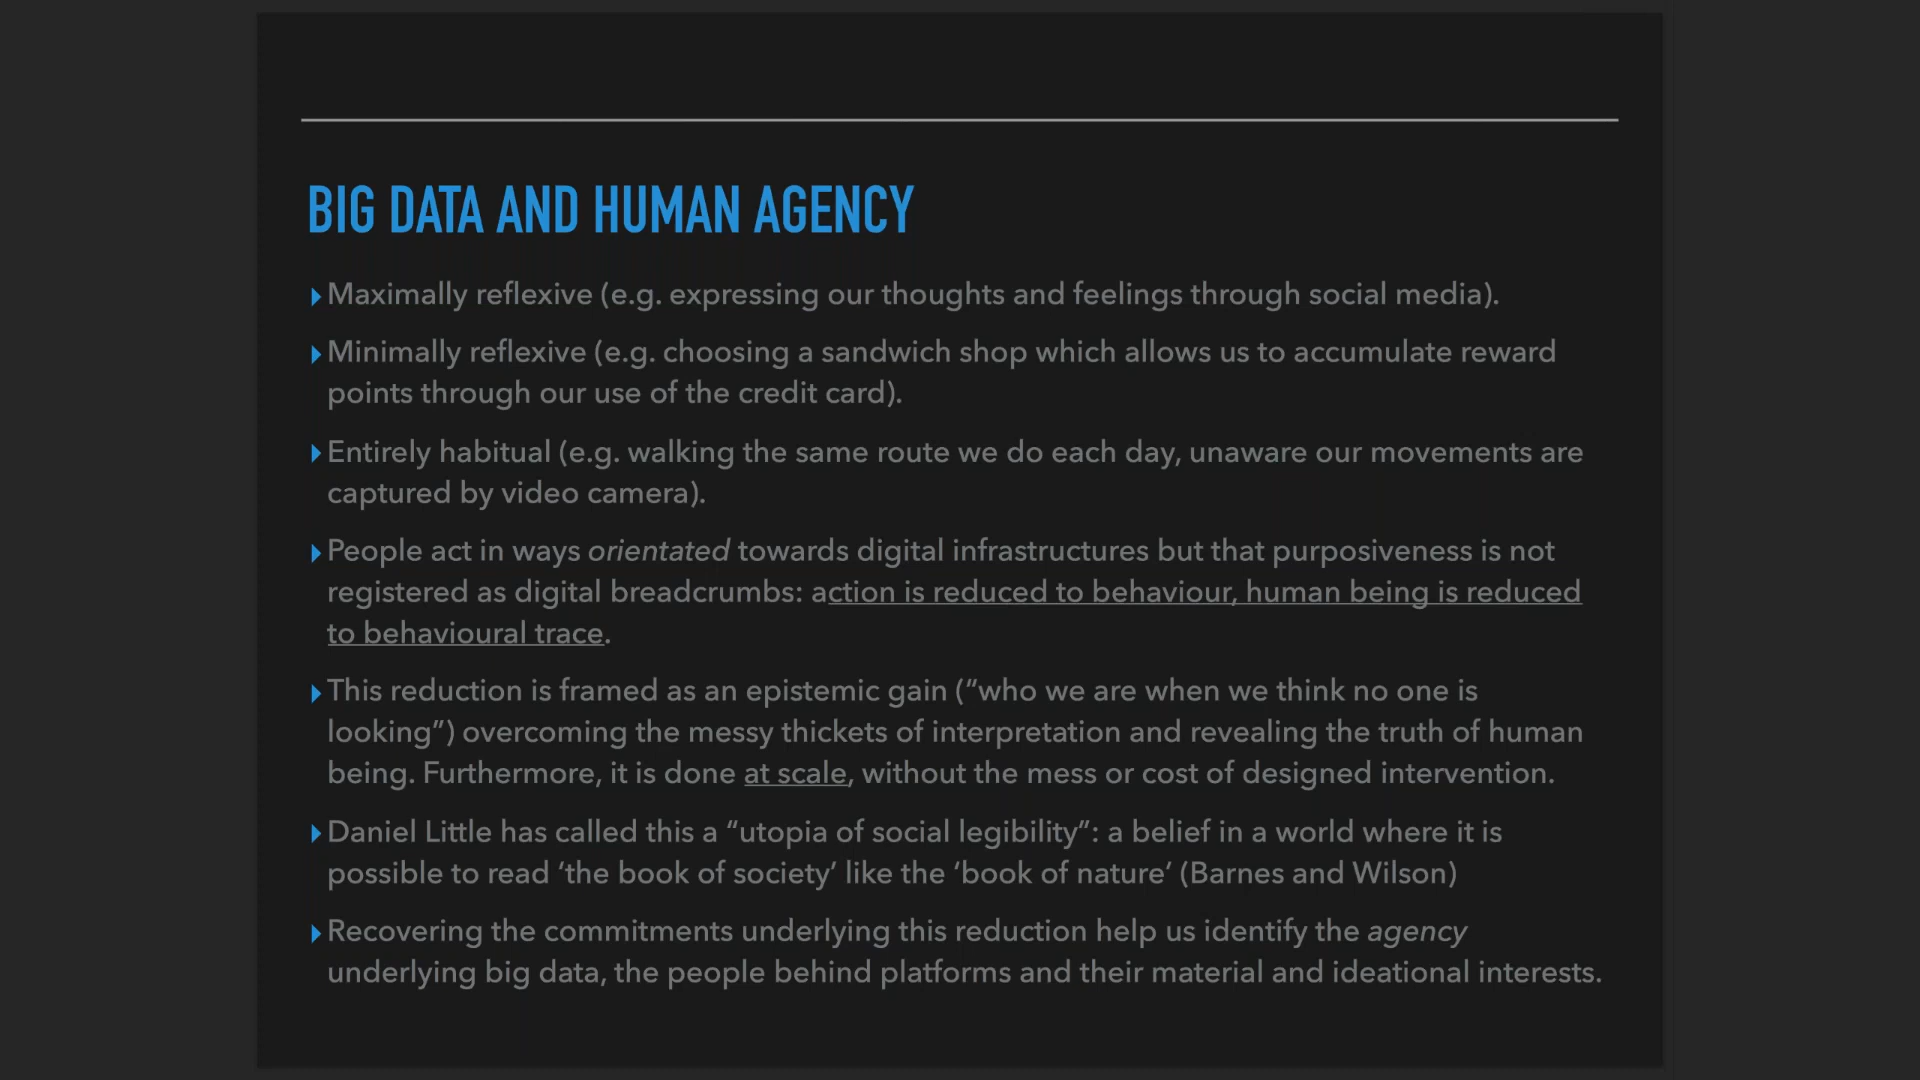 BIG DATA AND HUMAN AGENCY
Maximally reflexive (e.g. expressing our thoughts and feelings through social media).
Minimally reflexive (e.g. choosing a sandwich shop which allows us to accumulate reward
points through our use of the credit card).
Entirely habitual (e.g. walking the same route we do each day, unaware our movements are
captured by video camera).
People act in ways orientated towards digital infrastructures but that purposiveness is not
registered as digital breadcrumbs: action is reduced to behaviour, human being is reduced
to behavioural trace.
This reduction is framed as an epistemic gain (“who we are when we think no one is
looking”) overcoming the messy thickets of interpretation and revealing the truth of human
being. Furthermore, it is done at scale, without the mess or cost of designed intervention.
Daniel Little has called this a “utopia of social legibility”: a belief in a world where it is
possible to read ‘the book of society’ like the ‘book of nature’ (Barnes and Wilson)
Recovering the commitments underlying this reduction help us identify the agency
underlying big data, the people behind platforms and their material and ideational interests.